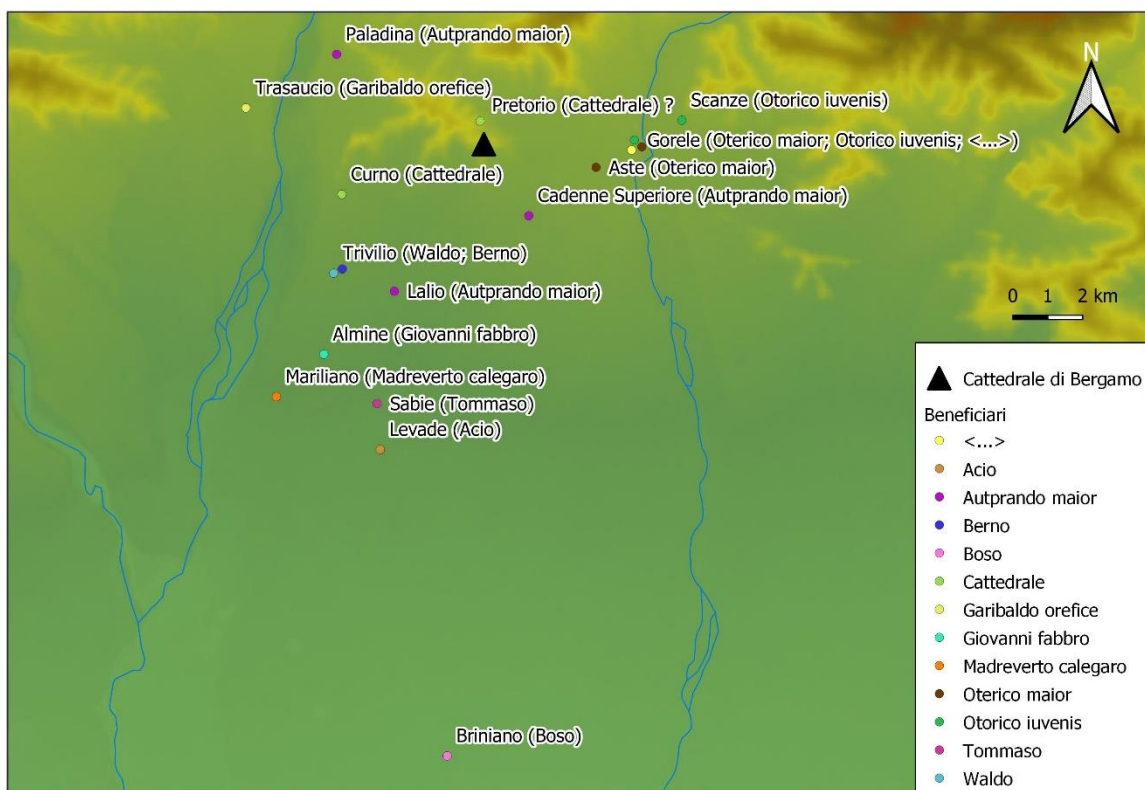 Paladina (Autprando maior)
N
Trasaucio (Garibaldo orefice)
Pretorio (Cattedrale) ?
Scanze (Otorico iuvenis)
Gorele (Oterico maior; Otorico iuvenis; <...>)
Aste (Oterico maior)
Curno (Cattedrale)
Cadenne Superiore (Autprando maior)
Trivilio (Waldo; Berno)
Lalio (Autprando maior)
0 1 2 km
Almine (Giovanni fabbro)
Mariliano (Madreverto calegaro)
Sabie (Tommaso)
Levade (Acio)
Briniano (Boso)
Cattedrale di Bergamo
Beneficiari
<...>
Acio
Autprando maior
Berno
Boso
Cattedrale
Garibaldo orefice
Giovanni fabbro
Madreverto calegaro
Oterico maior
Otorico iuvenis
Tommaso
Waldo